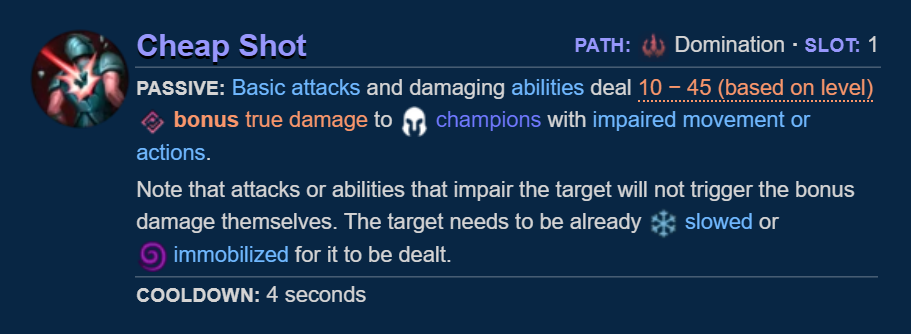 Cheap Shot
PATH: Domination · SLOT: 1
PASSIVE: Basic attacks and damaging abilities deal 10 − 45 (based on level)
bonus true damage to champions with impaired movement or
actions.
Note that attacks or abilities that impair the target will not trigger the bonus
damage themselves. The target needs to be already slowed or
immobilized for it to be dealt.
COOLDOWN: 4 seconds